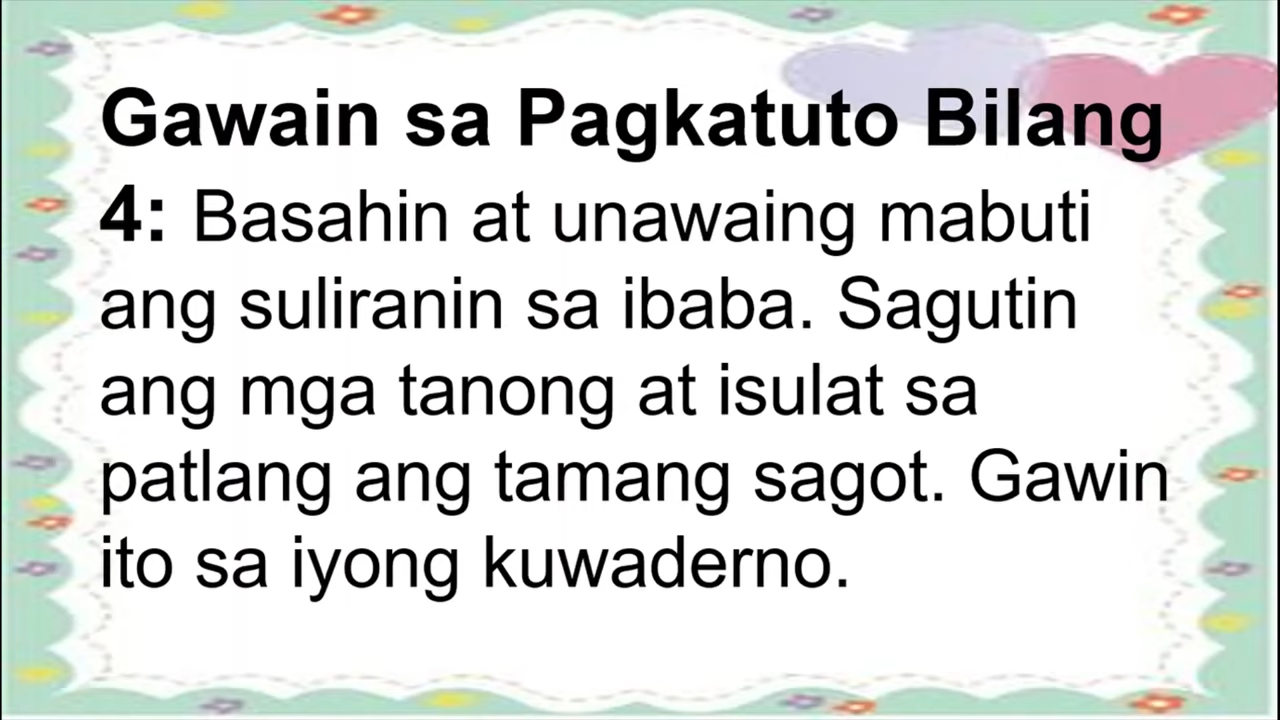 Gawain sa Pagkatuto Bilang
4: Basahin at unawaing mabuti
ang suliranin sa ibaba. Sagutin
ang mga tanong at isulat sa
patlang ang tamang sagot. Gawin
ito sa iyong kuwaderno.